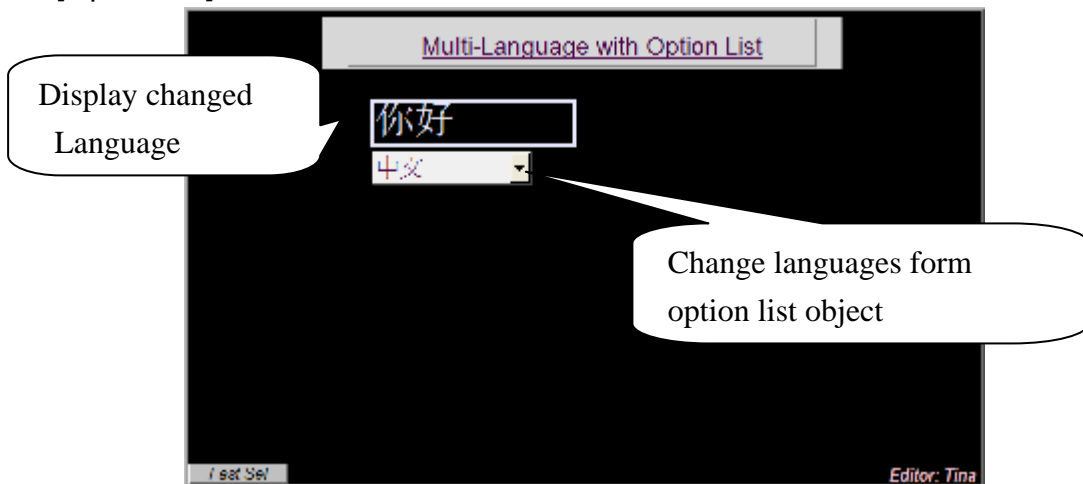 Multi-Language with Option List
Display changed
Language
你好
中文
Change languages form
option list object
Editor: Tina